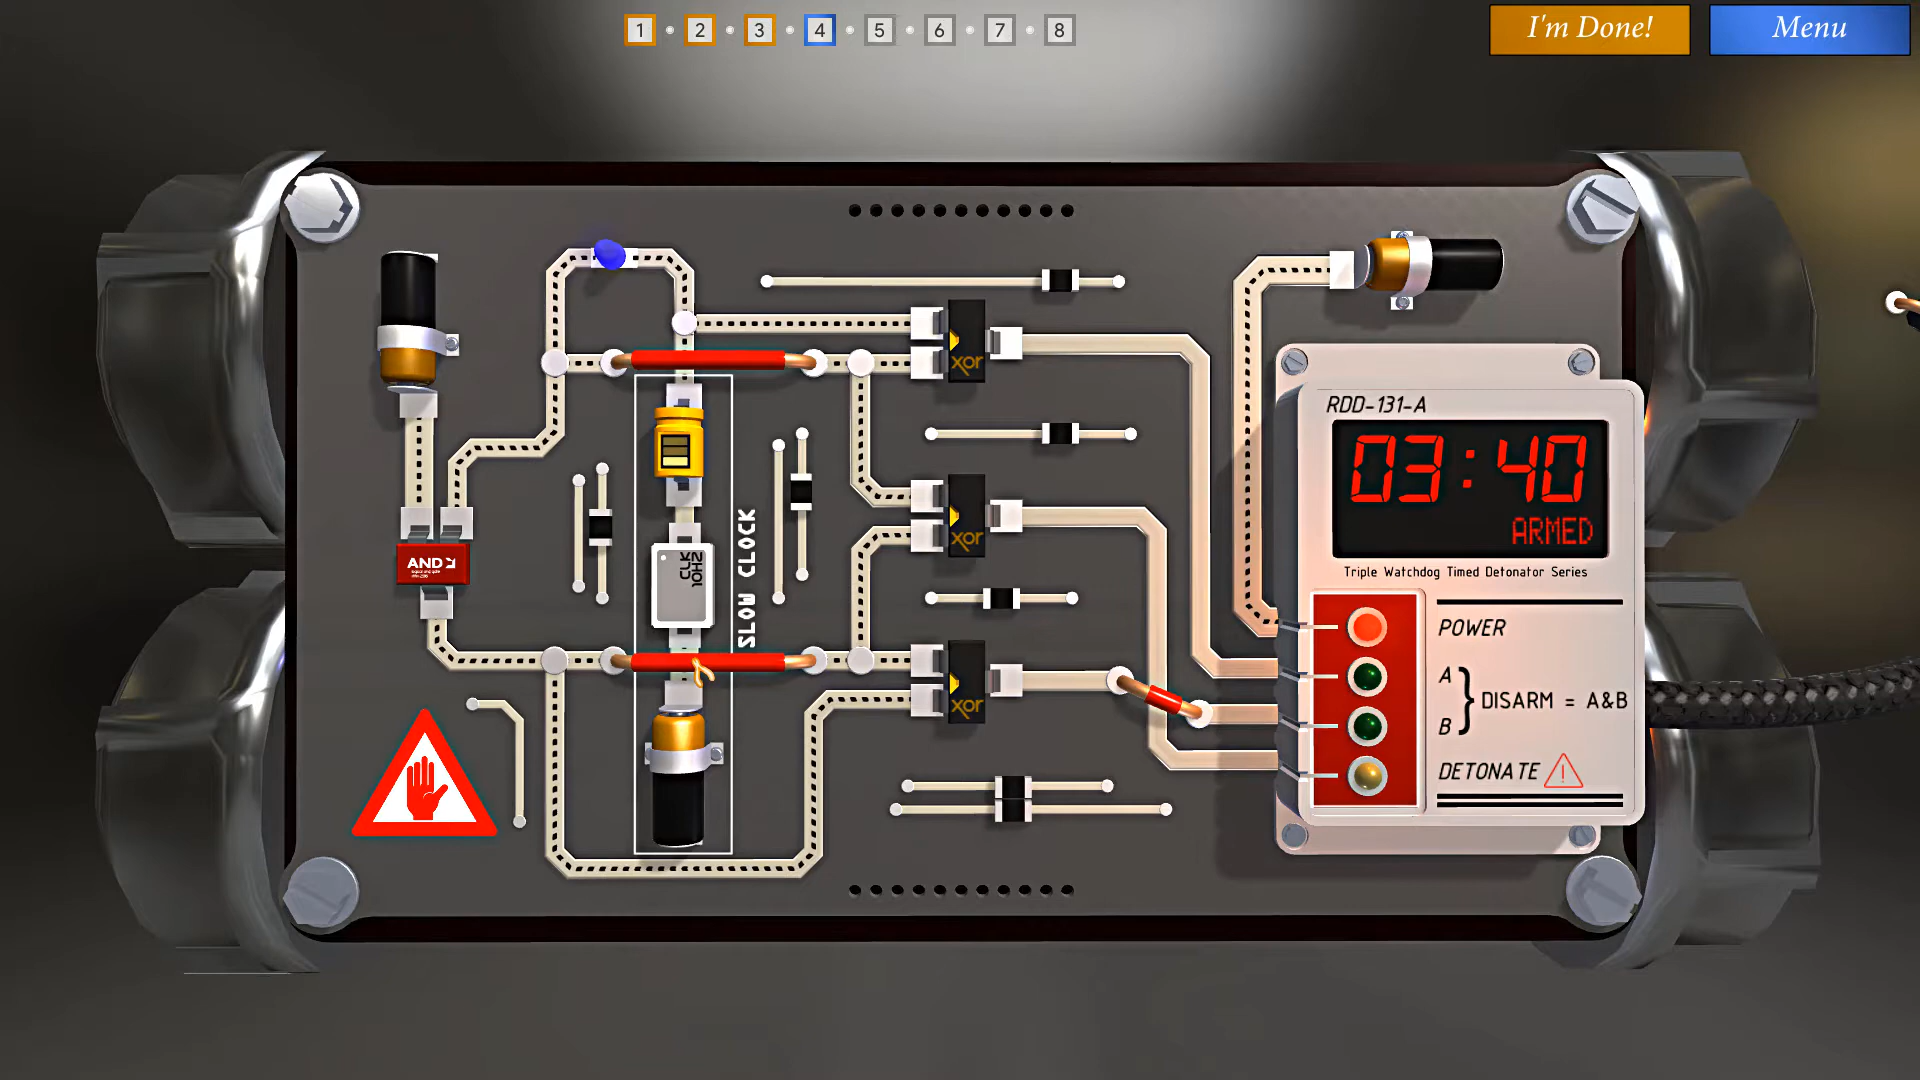 1 2 3 4 5 6 7 8
I'm Done!
Menu
xor
RDD-131-A
03:40
ARMED
AND
CLK
10HZ
SLOW CLOCK
xor
Triple Watchdog Timed Detonator Series
POWER
A
B
DISARM = A&B
xor
DETONATE